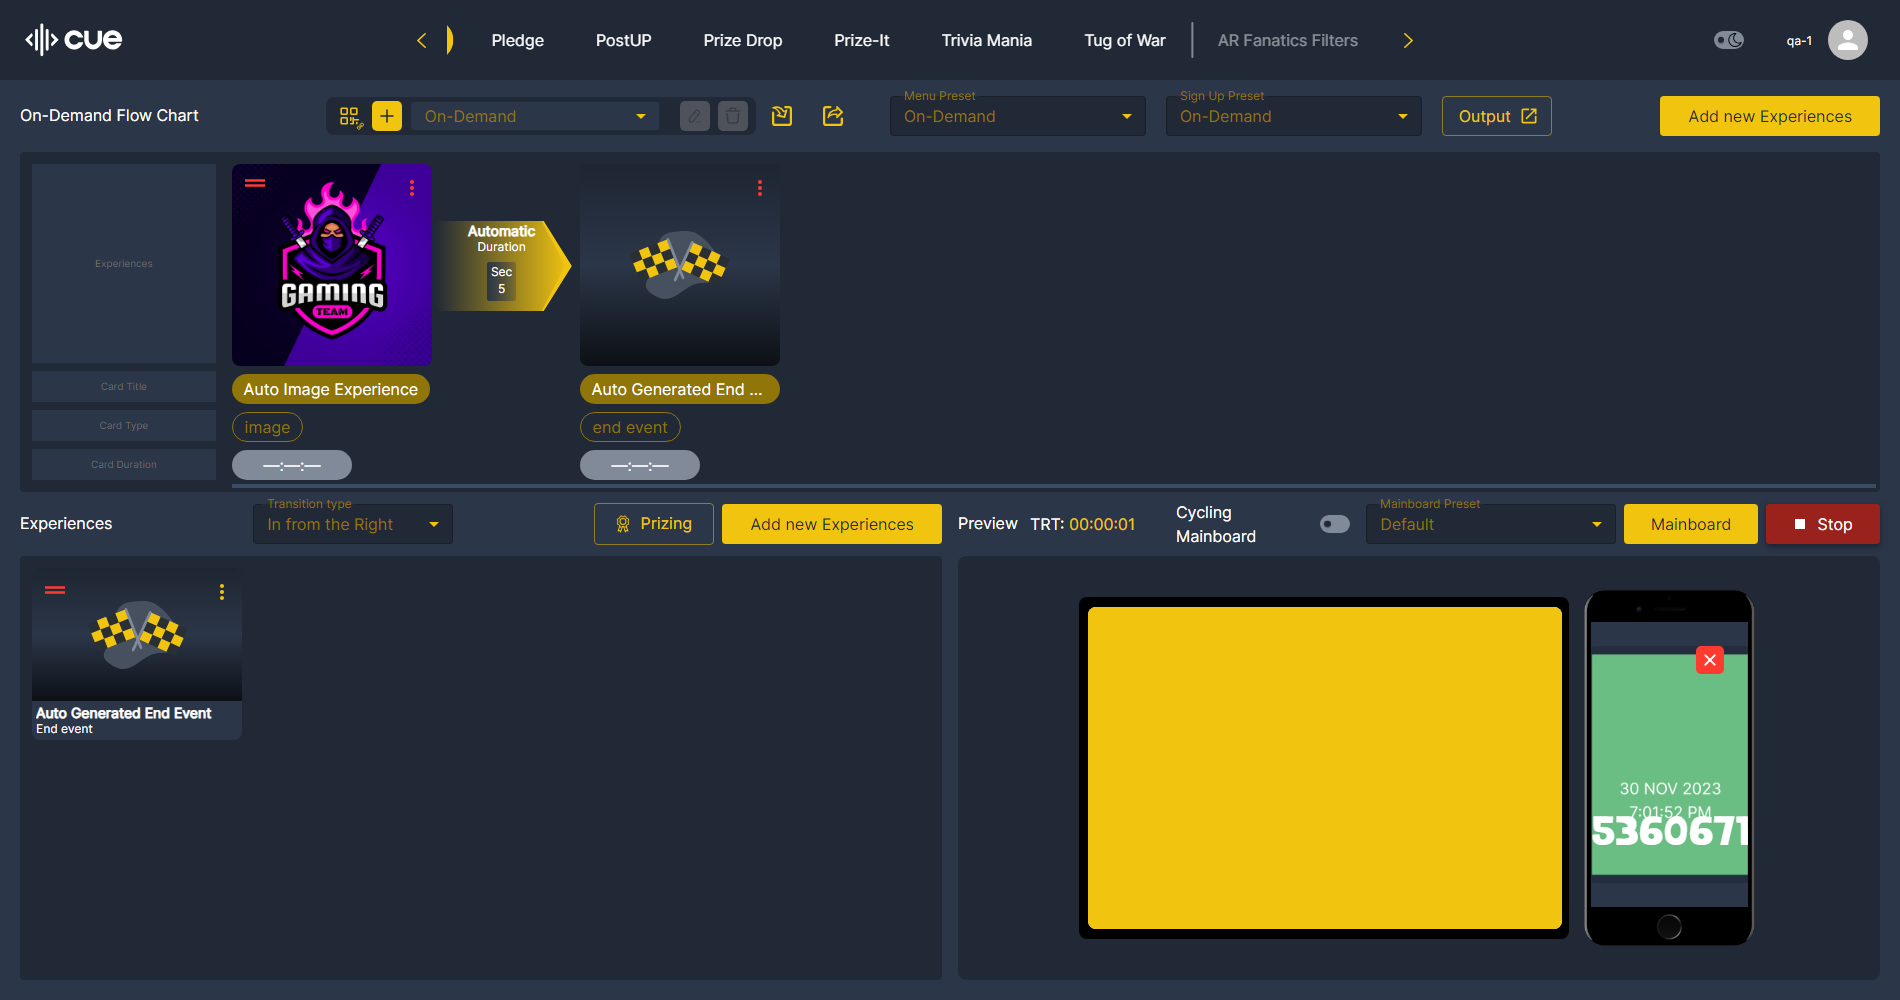 cue
Pledge
PostUP
Prize Drop
Prize-It
Trivia Mania
Tug of War
AR Fanatics Filters
qa-1
On-Demand Flow Chart
On-Demand
Menu Preset
On-Demand
Sign Up Preset
On-Demand
Output
Add new Experiences
Experiences
Card Title
Card Type
Card Duration
GAMING
TEAM
Automatic
Duration
Sec
5
Auto Image Experience
image
—:—:—
Auto Generated End ...
end event
—:—:—
Experiences
Transition type
In from the Right
Prizing
Add new Experiences
Preview
TRT: 00:00:01
Cycling
Mainboard
Mainboard Preset
Default
Mainboard
Stop
Auto Generated End Event
End event
30 NOV 2023
7:01:52 PM
5360671